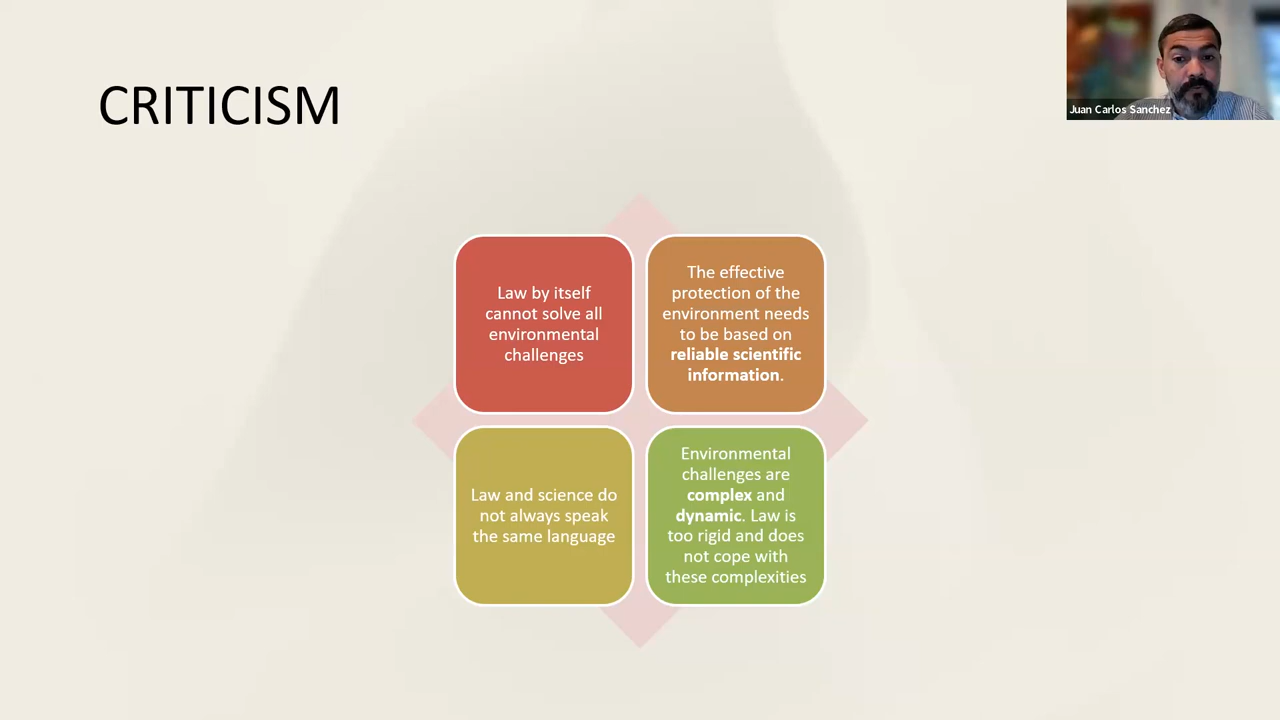 CRITICISM
Juan Carlos Sanchez
Law by itself
cannot solve all
environmental
challenges
The effective
protection of the
environment needs
to be based on
reliable scientific
information.
Law and science do
not always speak
the same language
Environmental
challenges are
complex and
dynamic. Law is
too rigid and does
not cope with
these complexities